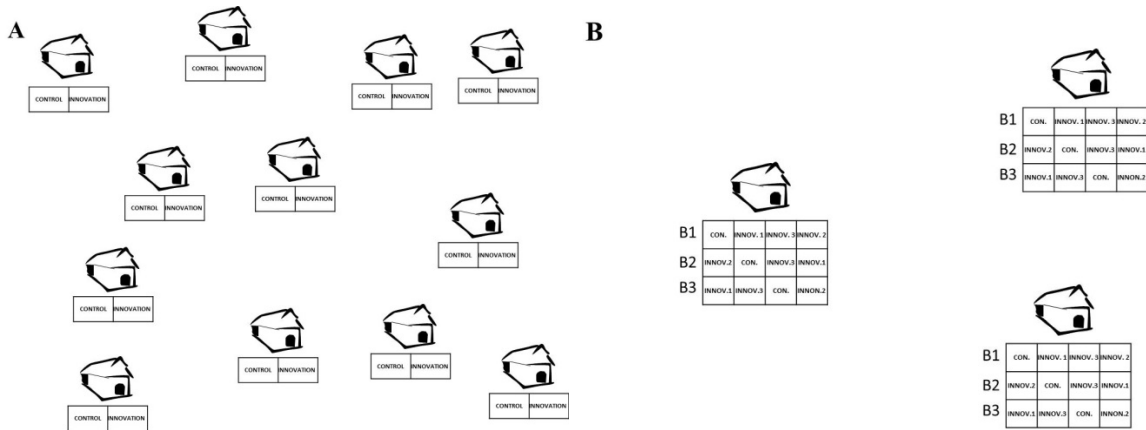 A
CONTROL INNOVATION
CONTROL INNOVATION
CONTROL INNOVATION
CONTROL INNOVATION
CONTROL INNOVATION
CONTROL INNOVATION
CONTROL INNOVATION
CONTROL INNOVATION
CONTROL INNOVATION
CONTROL INNOVATION
CONTROL INNOVATION
CONTROL INNOVATION
B
B1 CON. INNOV. 1 INNOV. 3 INNOV. 2
B2 INNOV.2 CON. INNOV.3 INNOV.1
B3 INNOV.1 INNOV.3 CON. INNON.2
B1 CON. INNOV. 1 INNOV. 3 INNOV. 2
B2 INNOV.2 CON. INNOV.3 INNOV.1
B3 INNOV.1 INNOV.3 CON. INNON.2
B1 CON. INNOV. 1 INNOV. 3 INNOV. 2
B2 INNOV.2 CON. INNOV.3 INNOV.1
B3 INNOV.1 INNOV.3 CON. INNON.2